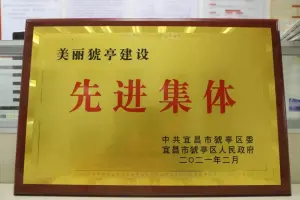 美丽猇亭建设
先进集体
中共宜昌市猇亭区委
宜昌市猇亭区人民政府
二〇二一年二月